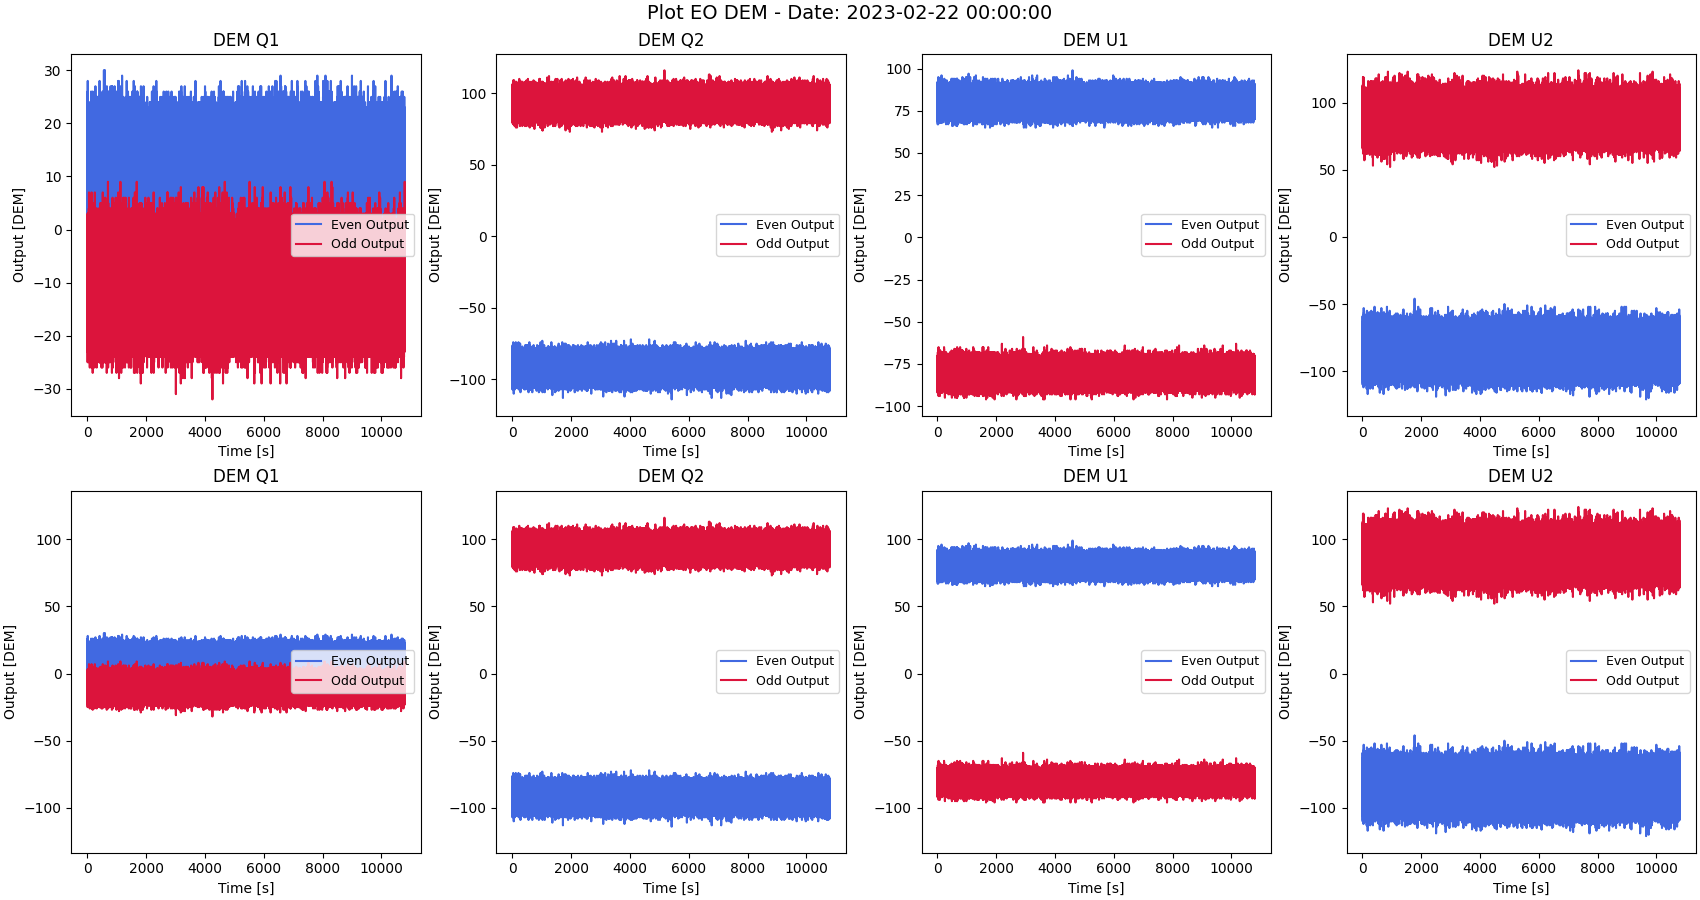 Plot EO DEM - Date: 2023-02-22 00:00:00
DEM Q1
Output [DEM]
30
20
10
0
−10
−20
−30
Even Output
Odd Output
0 2000 4000 6000 8000 10000
Time [s]
DEM Q2
Output [DEM]
100
50
0
−50
−100
Even Output
Odd Output
0 2000 4000 6000 8000 10000
Time [s]
DEM U1
Output [DEM]
100
75
50
25
0
−25
−50
−75
−100
Even Output
Odd Output
0 2000 4000 6000 8000 10000
Time [s]
DEM U2
Output [DEM]
100
50
0
−50
−100
Even Output
Odd Output
0 2000 4000 6000 8000 10000
Time [s]
DEM Q1
Output [DEM]
100
50
0
−50
−100
Even Output
Odd Output
0 2000 4000 6000 8000 10000
Time [s]
DEM Q2
Output [DEM]
100
50
0
−50
−100
Even Output
Odd Output
0 2000 4000 6000 8000 10000
Time [s]
DEM U1
Output [DEM]
100
50
0
−50
−100
Even Output
Odd Output
0 2000 4000 6000 8000 10000
Time [s]
DEM U2
Output [DEM]
100
50
0
−50
−100
Even Output
Odd Output
0 2000 4000 6000 8000 10000
Time [s]